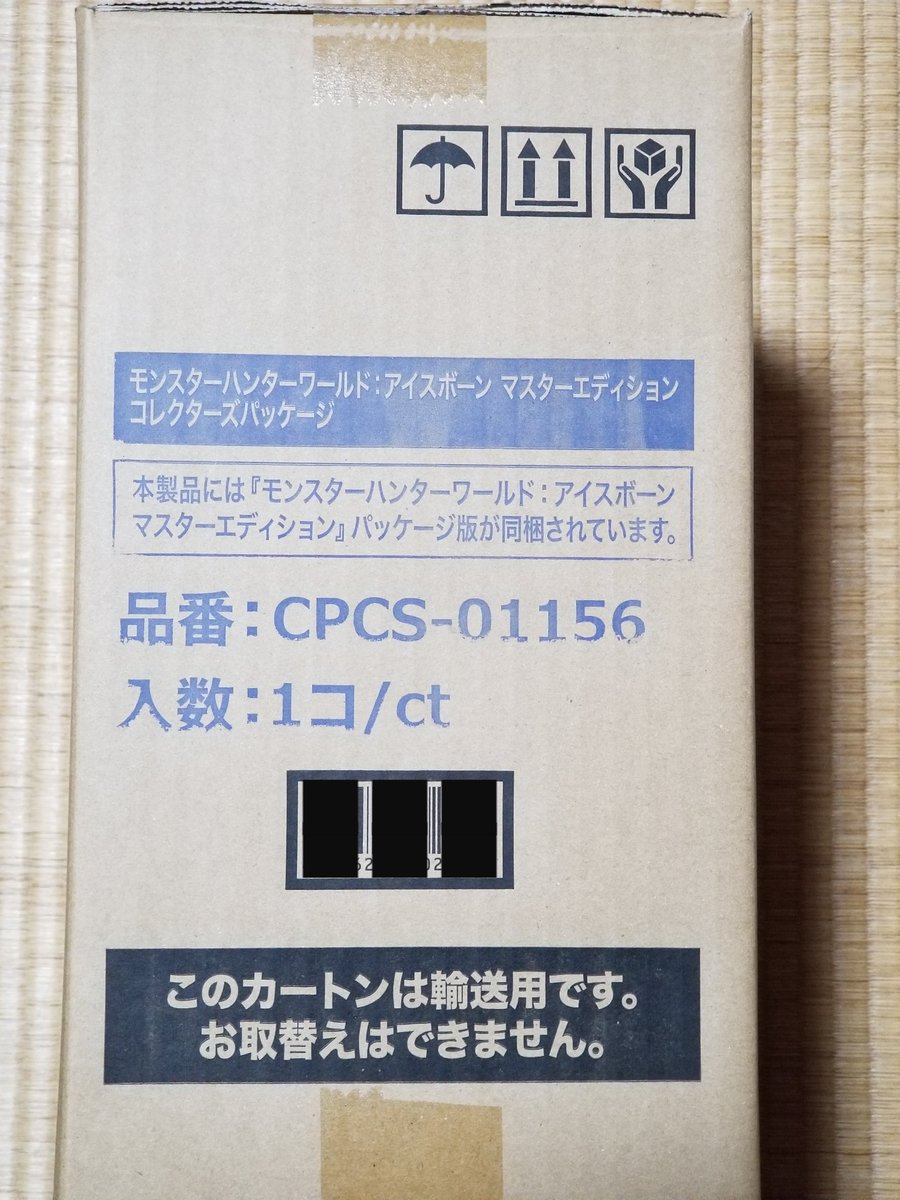 モンスターハンターワールド：アイスボーン マスターエディション
コレクターズパッケージ
本製品には『モンスターハンターワールド：アイスボーン
マスターエディション』パッケージ版が同梱されています。
品番：CPCS-01156
入数：1コ/ct
このカートンは輸送用です。
お取替えはできません。